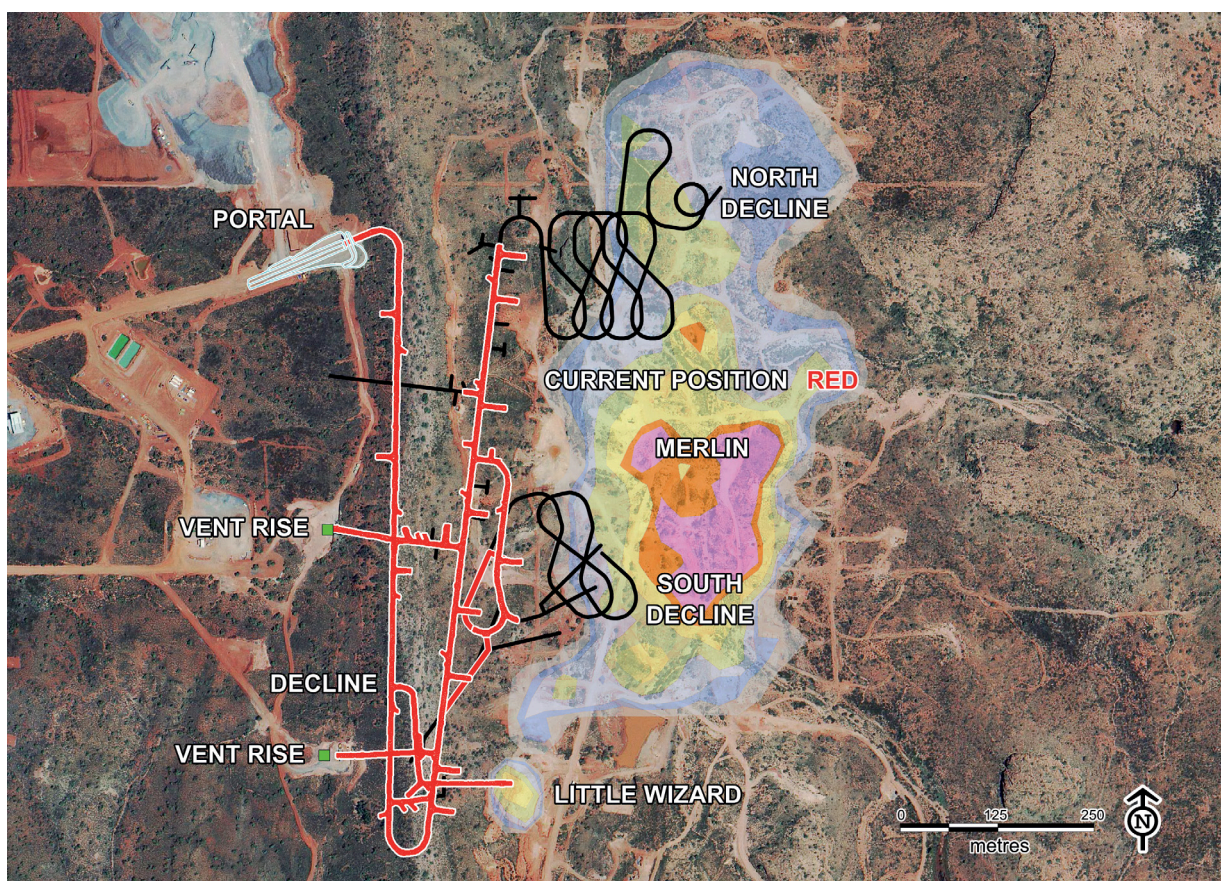 NORTH
DECLINE
PORTAL
CURRENT POSITION RED
MERLIN
VENT RISE
SOUTH
DECLINE
DECLINE
VENT RISE
LITTLE WIZARD
0 125 250
metres
N